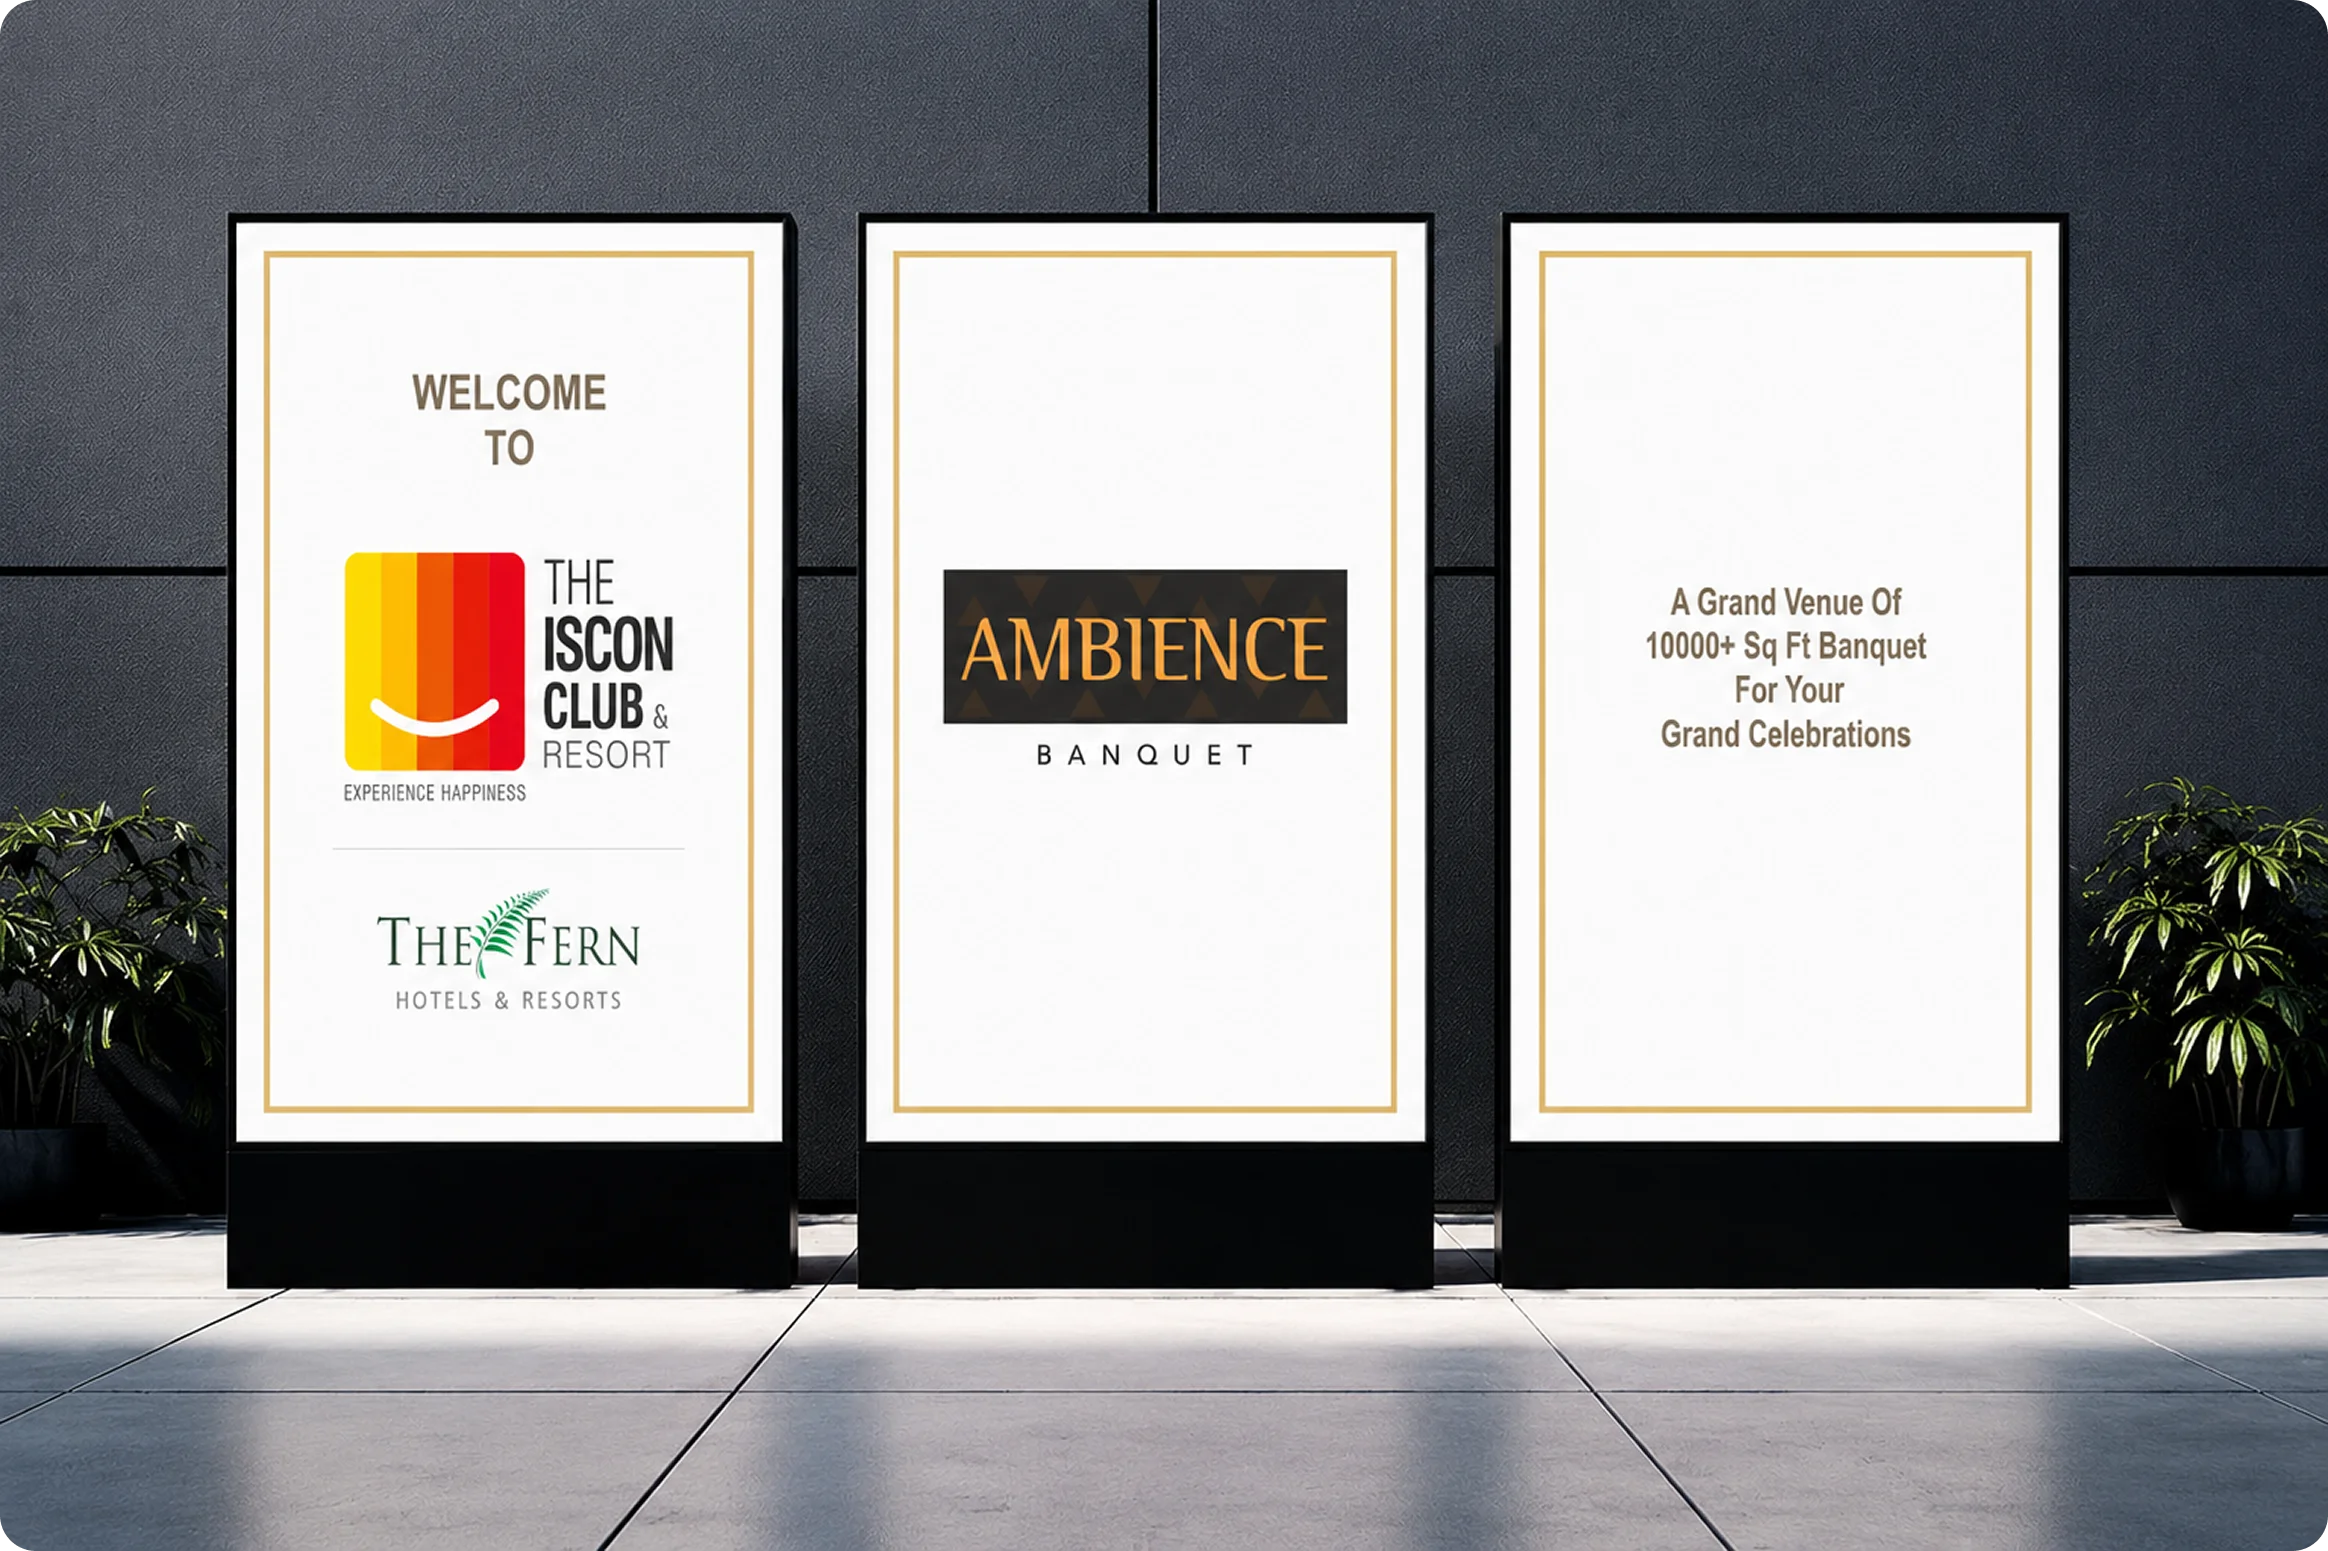 WELCOME
TO
THE
ISCON
CLUB &
RESORT
EXPERIENCE HAPPINESS
THE FERN
HOTELS & RESORTS
AMBIENCE
BANQUET
A Grand Venue Of
10000+ Sq Ft Banquet
For Your
Grand Celebrations